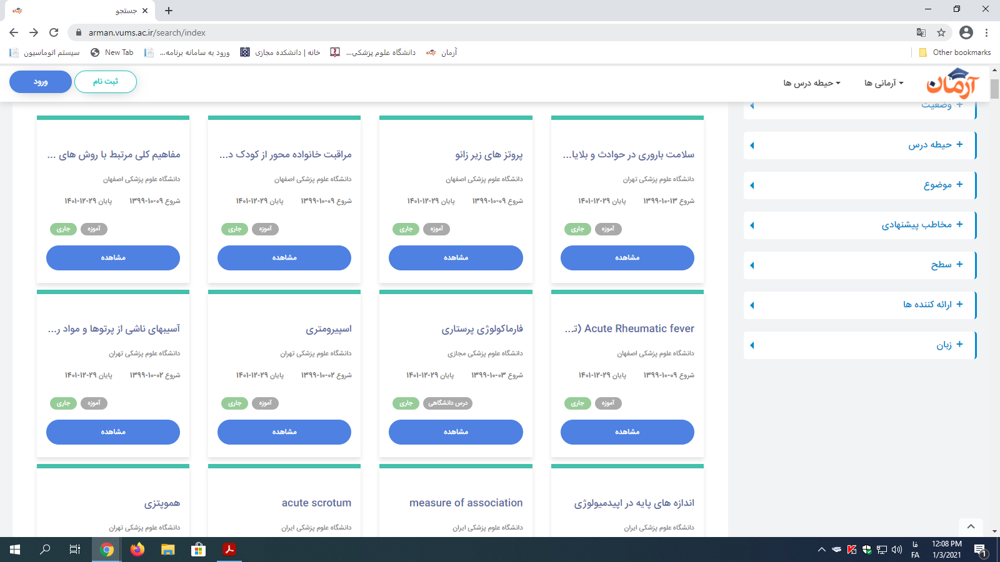 جستجو
arman.vums.ac.ir/search/index
سیستم اتوماسیون
New Tab
ورود به سامانه برنامه...
خانه | دانشکده مجازی
دانشگاه علوم پزشکی...
آرمان
Other bookmarks
آرمان
آرمانی ها
حیطه درس ها
ثبت نام
ورود
+ وضعیت
+ حیطه درس
+ موضوع
+ مخاطب پیشنهادی
+ سطح
+ ارائه کننده ها
+ زبان
سلامت باروری در حوادث و بلایا...
دانشگاه علوم پزشکی تهران
شروع ۱۳-۱۰-۱۳۹۹ پایان ۲۹-۱۲-۱۴۰۱
آموزه جاری
مشاهده
پروتز های زیر زانو
دانشگاه علوم پزشکی اصفهان
شروع ۰۹-۱۰-۱۳۹۹ پایان ۲۹-۱۲-۱۴۰۱
آموزه جاری
مشاهده
مراقبت خانواده محور از کودک د...
دانشگاه علوم پزشکی اصفهان
شروع ۰۹-۱۰-۱۳۹۹ پایان ۲۹-۱۲-۱۴۰۱
آموزه جاری
مشاهده
مفاهیم کلی مرتبط با روش های ...
دانشگاه علوم پزشکی اصفهان
شروع ۰۹-۱۰-۱۳۹۹ پایان ۲۹-۱۲-۱۴۰۱
آموزه جاری
مشاهده
Acute Rheumatic fever (تـ...
دانشگاه علوم پزشکی اصفهان
شروع ۰۹-۱۰-۱۳۹۹ پایان ۲۹-۱۲-۱۴۰۱
آموزه جاری
مشاهده
فارماکولوژی پرستاری
دانشگاه علوم پزشکی مجازی
شروع ۰۳-۱۰-۱۳۹۹ پایان ۲۹-۱۲-۱۴۰۱
درس دانشگاهی جاری
مشاهده
اسپیرومتری
دانشگاه علوم پزشکی تهران
شروع ۰۲-۱۰-۱۳۹۹ پایان ۲۹-۱۲-۱۴۰۱
آموزه جاری
مشاهده
آسیبهای ناشی از پرتوها و مواد ر...
دانشگاه علوم پزشکی تهران
شروع ۰۲-۱۰-۱۳۹۹ پایان ۲۹-۱۲-۱۴۰۱
آموزه جاری
مشاهده
اندازه های پایه در اپیدمیولوژی
دانشگاه علوم پزشکی ایران
measure of association
دانشگاه علوم پزشکی ایران
acute scrotum
دانشگاه علوم پزشکی ایران
هموپتزی
دانشگاه علوم پزشکی تهران
فا
FA
12:08 PM
1/3/2021
1